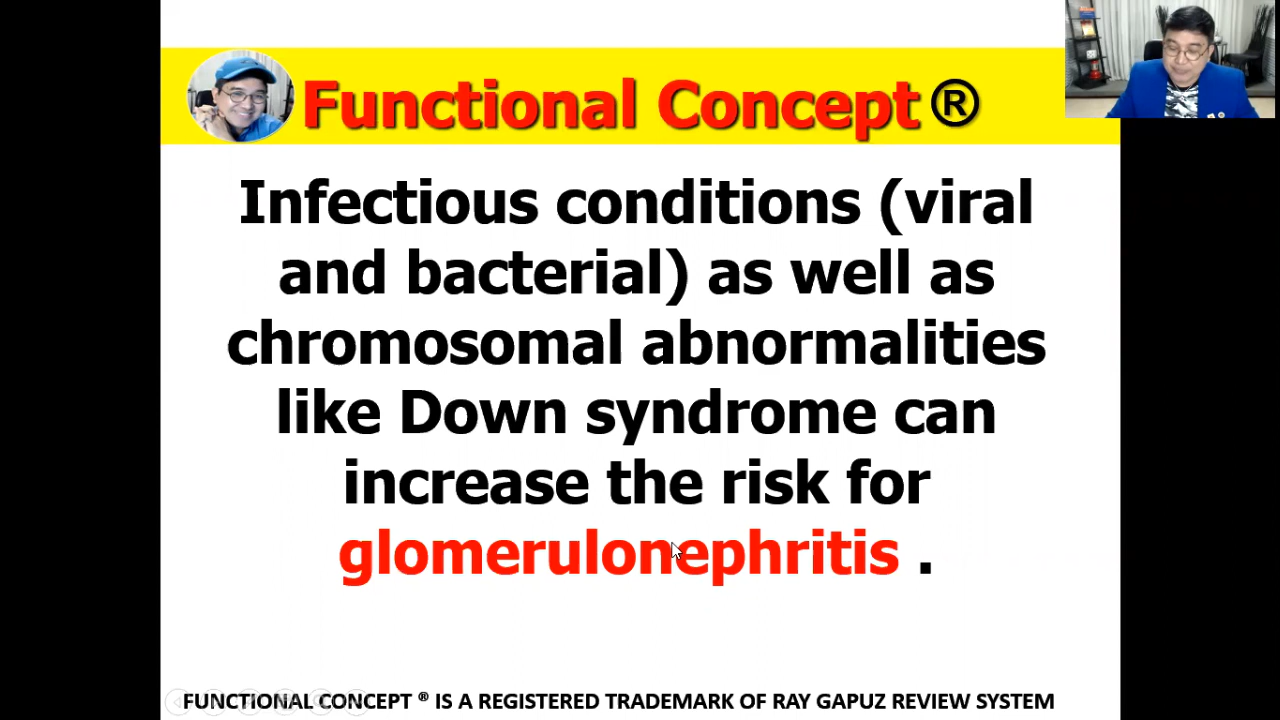 Functional Concept ®
Infectious conditions (viral
and bacterial) as well as
chromosomal abnormalities
like Down syndrome can
increase the risk for
glomerulonephritis .
FUNCTIONAL CONCEPT ® IS A REGISTERED TRADEMARK OF RAY GAPUZ REVIEW SYSTEM